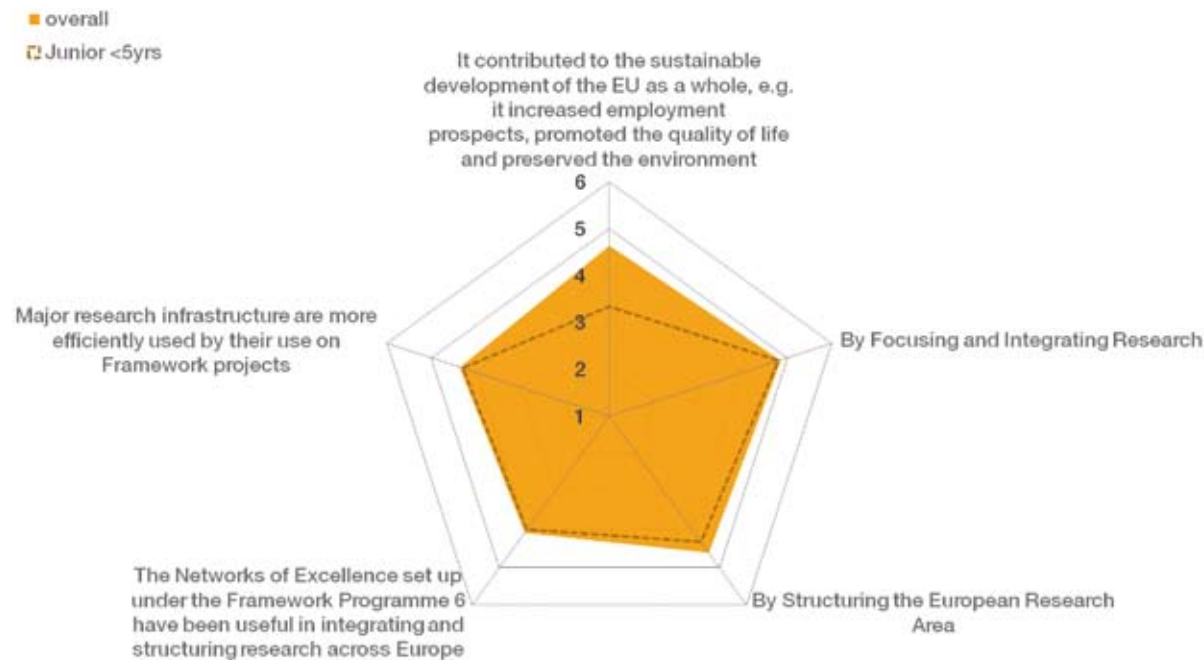 overall
Junior <5yrs
It contributed to the sustainable
development of the EU as a whole, e.g.
it increased employment
prospects, promoted the quality of life
and preserved the environment
6
5
4
3
2
1
Major research infrastructure are more
efficiently used by their use on
Framework projects
By Focusing and Integrating Research
The Networks of Excellence set up
under the Framework Programme 6
have been useful in integrating and
structuring research across Europe
By Structuring the European Research
Area